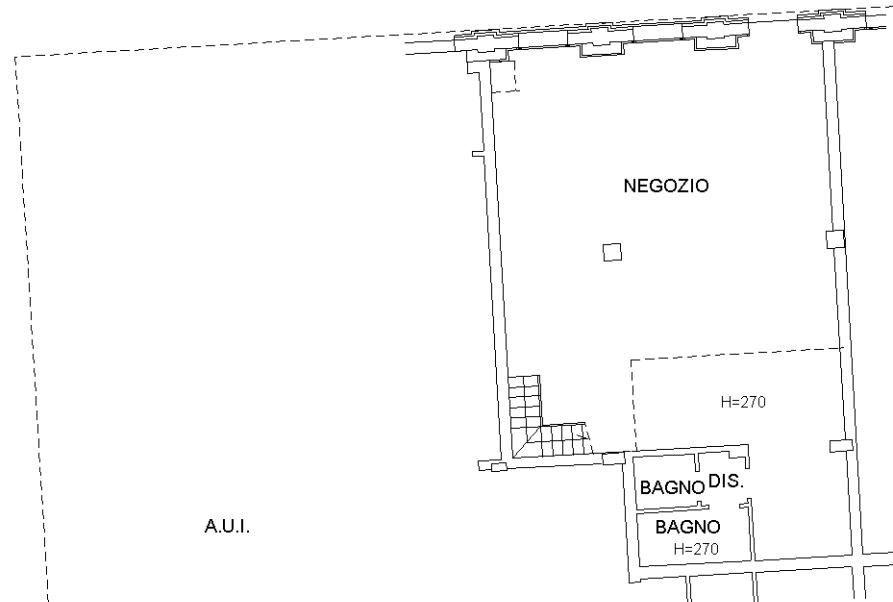 NEGOZIO
H=270
BAGNO DIS.
BAGNO
H=270
A.U.I.